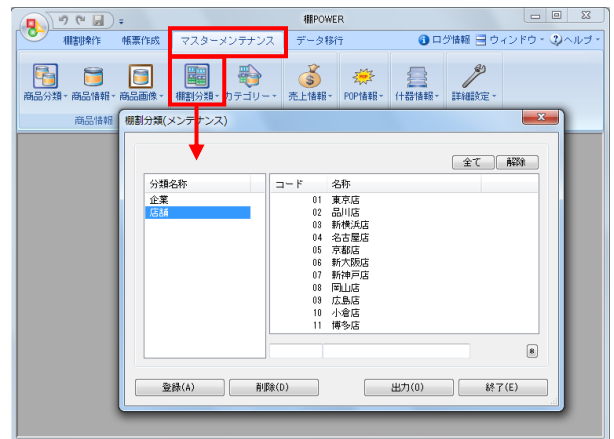 棚POWER
棚割操作 帳票作成 マスターメンテナンス データ移行 ログ情報 ウィンドウ ヘルプ
商品分類 商品情報 商品画像 棚割分類 カテゴリー 売上情報 POP情報 什器情報 詳細設定
商品情報
棚割分類(メンテナンス)
全て 解除
分類名称 コード 名称
企業 01 東京店
店舗 02 品川店
03 新横浜店
04 名古屋店
05 京都店
06 新大阪店
07 新神戸店
08 岡山店
09 広島店
10 小倉店
11 博多店
登録(A) 削除(D) 出力(O) 終了(E)